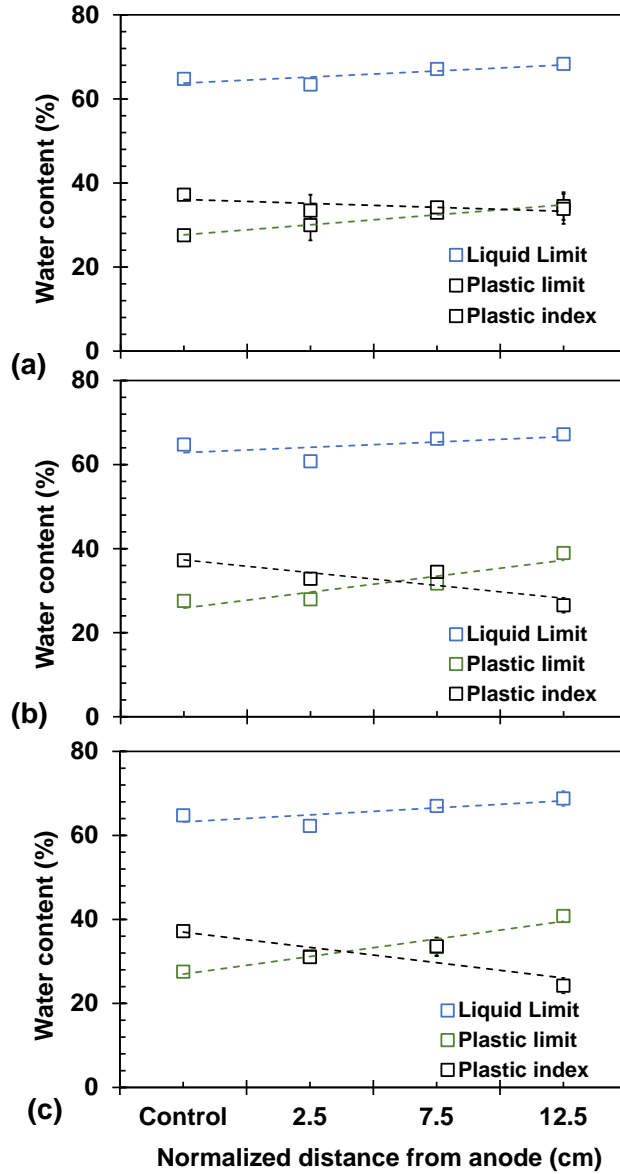 80
60
40
20
0
Water content (%)
Liquid Limit
Plastic limit
Plastic index
(a)
80
60
40
20
0
Water content (%)
Liquid Limit
Plastic limit
Plastic index
(b)
80
60
40
20
0
Water content (%)
Liquid Limit
Plastic limit
Plastic index
(c)
Control 2.5 7.5 12.5
Normalized distance from anode (cm)